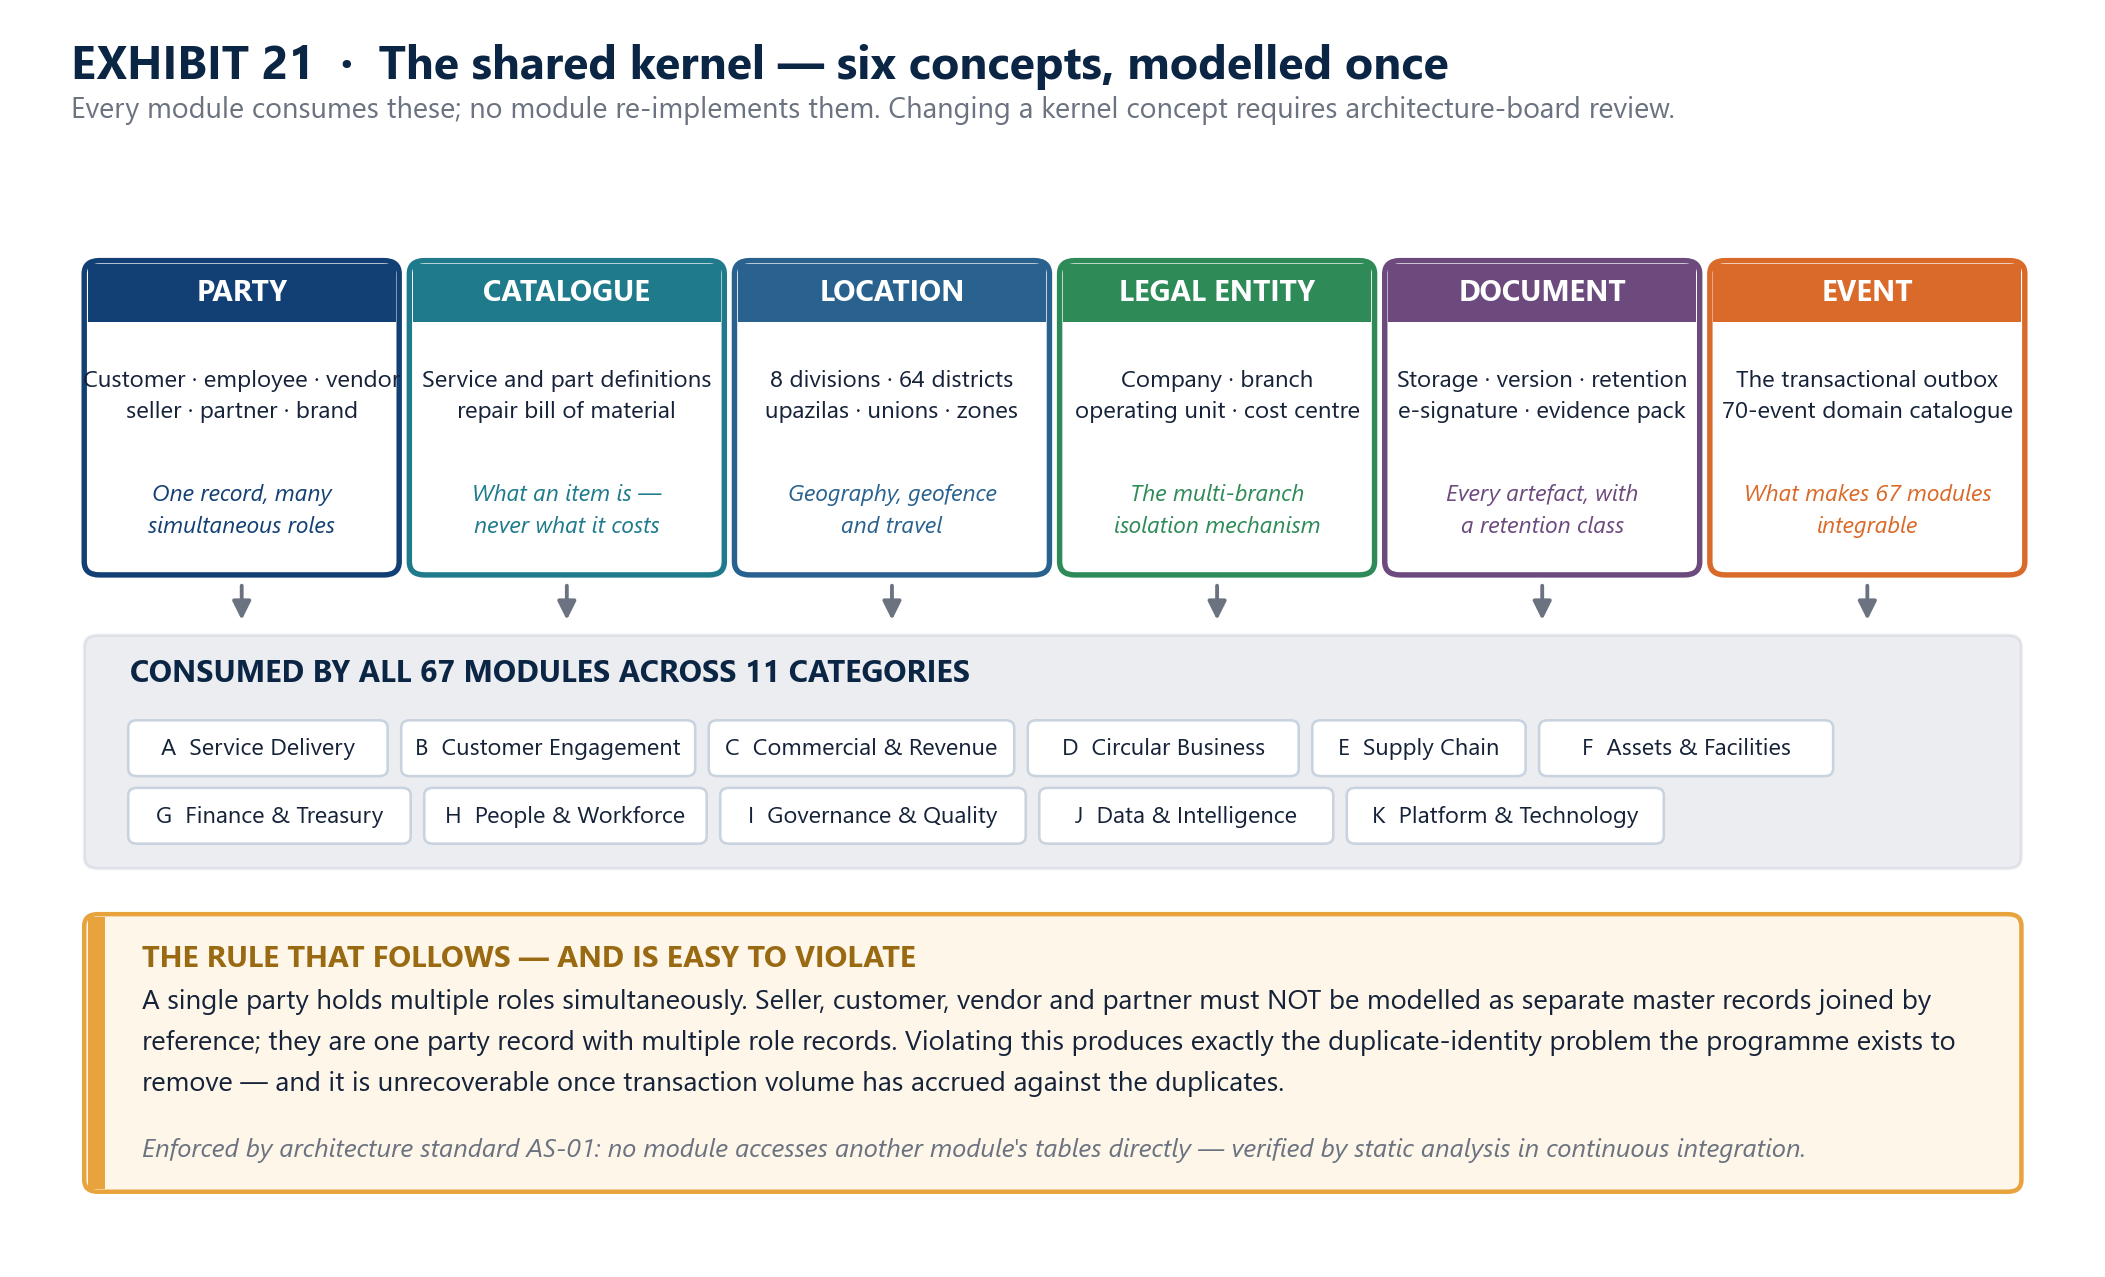 EXHIBIT 21 · The shared kernel — six concepts, modelled once
Every module consumes these; no module re-implements them. Changing a kernel concept requires architecture-board review.
PARTY
Customer · employee · vendor
seller · partner · brand
One record, many
simultaneous roles
CATALOGUE
Service and part definitions
repair bill of material
What an item is —
never what it costs
LOCATION
8 divisions · 64 districts
upazilas · unions · zones
Geography, geofence
and travel
LEGAL ENTITY
Company · branch
operating unit · cost centre
The multi-branch
isolation mechanism
DOCUMENT
Storage · version · retention
e-signature · evidence pack
Every artefact, with
a retention class
EVENT
The transactional outbox
70-event domain catalogue
What makes 67 modules
integrable
CONSUMED BY ALL 67 MODULES ACROSS 11 CATEGORIES
A Service Delivery
B Customer Engagement
C Commercial & Revenue
D Circular Business
E Supply Chain
F Assets & Facilities
G Finance & Treasury
H People & Workforce
I Governance & Quality
J Data & Intelligence
K Platform & Technology
THE RULE THAT FOLLOWS — AND IS EASY TO VIOLATE
A single party holds multiple roles simultaneously. Seller, customer, vendor and partner must NOT be modelled as separate master records joined by
reference; they are one party record with multiple role records. Violating this produces exactly the duplicate-identity problem the programme exists to
remove — and it is unrecoverable once transaction volume has accrued against the duplicates.
Enforced by architecture standard AS-01: no module accesses another module's tables directly — verified by static analysis in continuous integration.